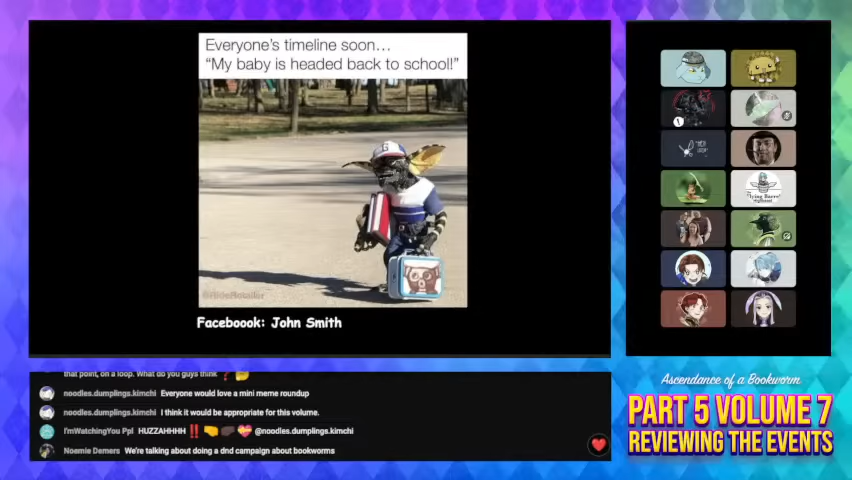 Everyone's timeline soon…
"My baby is headed back to school!"
Faceboook: John Smith
that point, on a loop. What do you guys think
noodles.dumplings.kimchi Everyone would love a mini meme roundup
noodles.dumplings.kimchi I think it would be appropriate for this volume.
I'mWatchingYou Ppl HUZZAHHHH ‼️ @noodles.dumplings.kimchi
Noemie Demers We're talking about doing a dnd campaign about bookworms
Ascendance of a Bookworm
PART 5 VOLUME 7
REVIEWING THE EVENTS